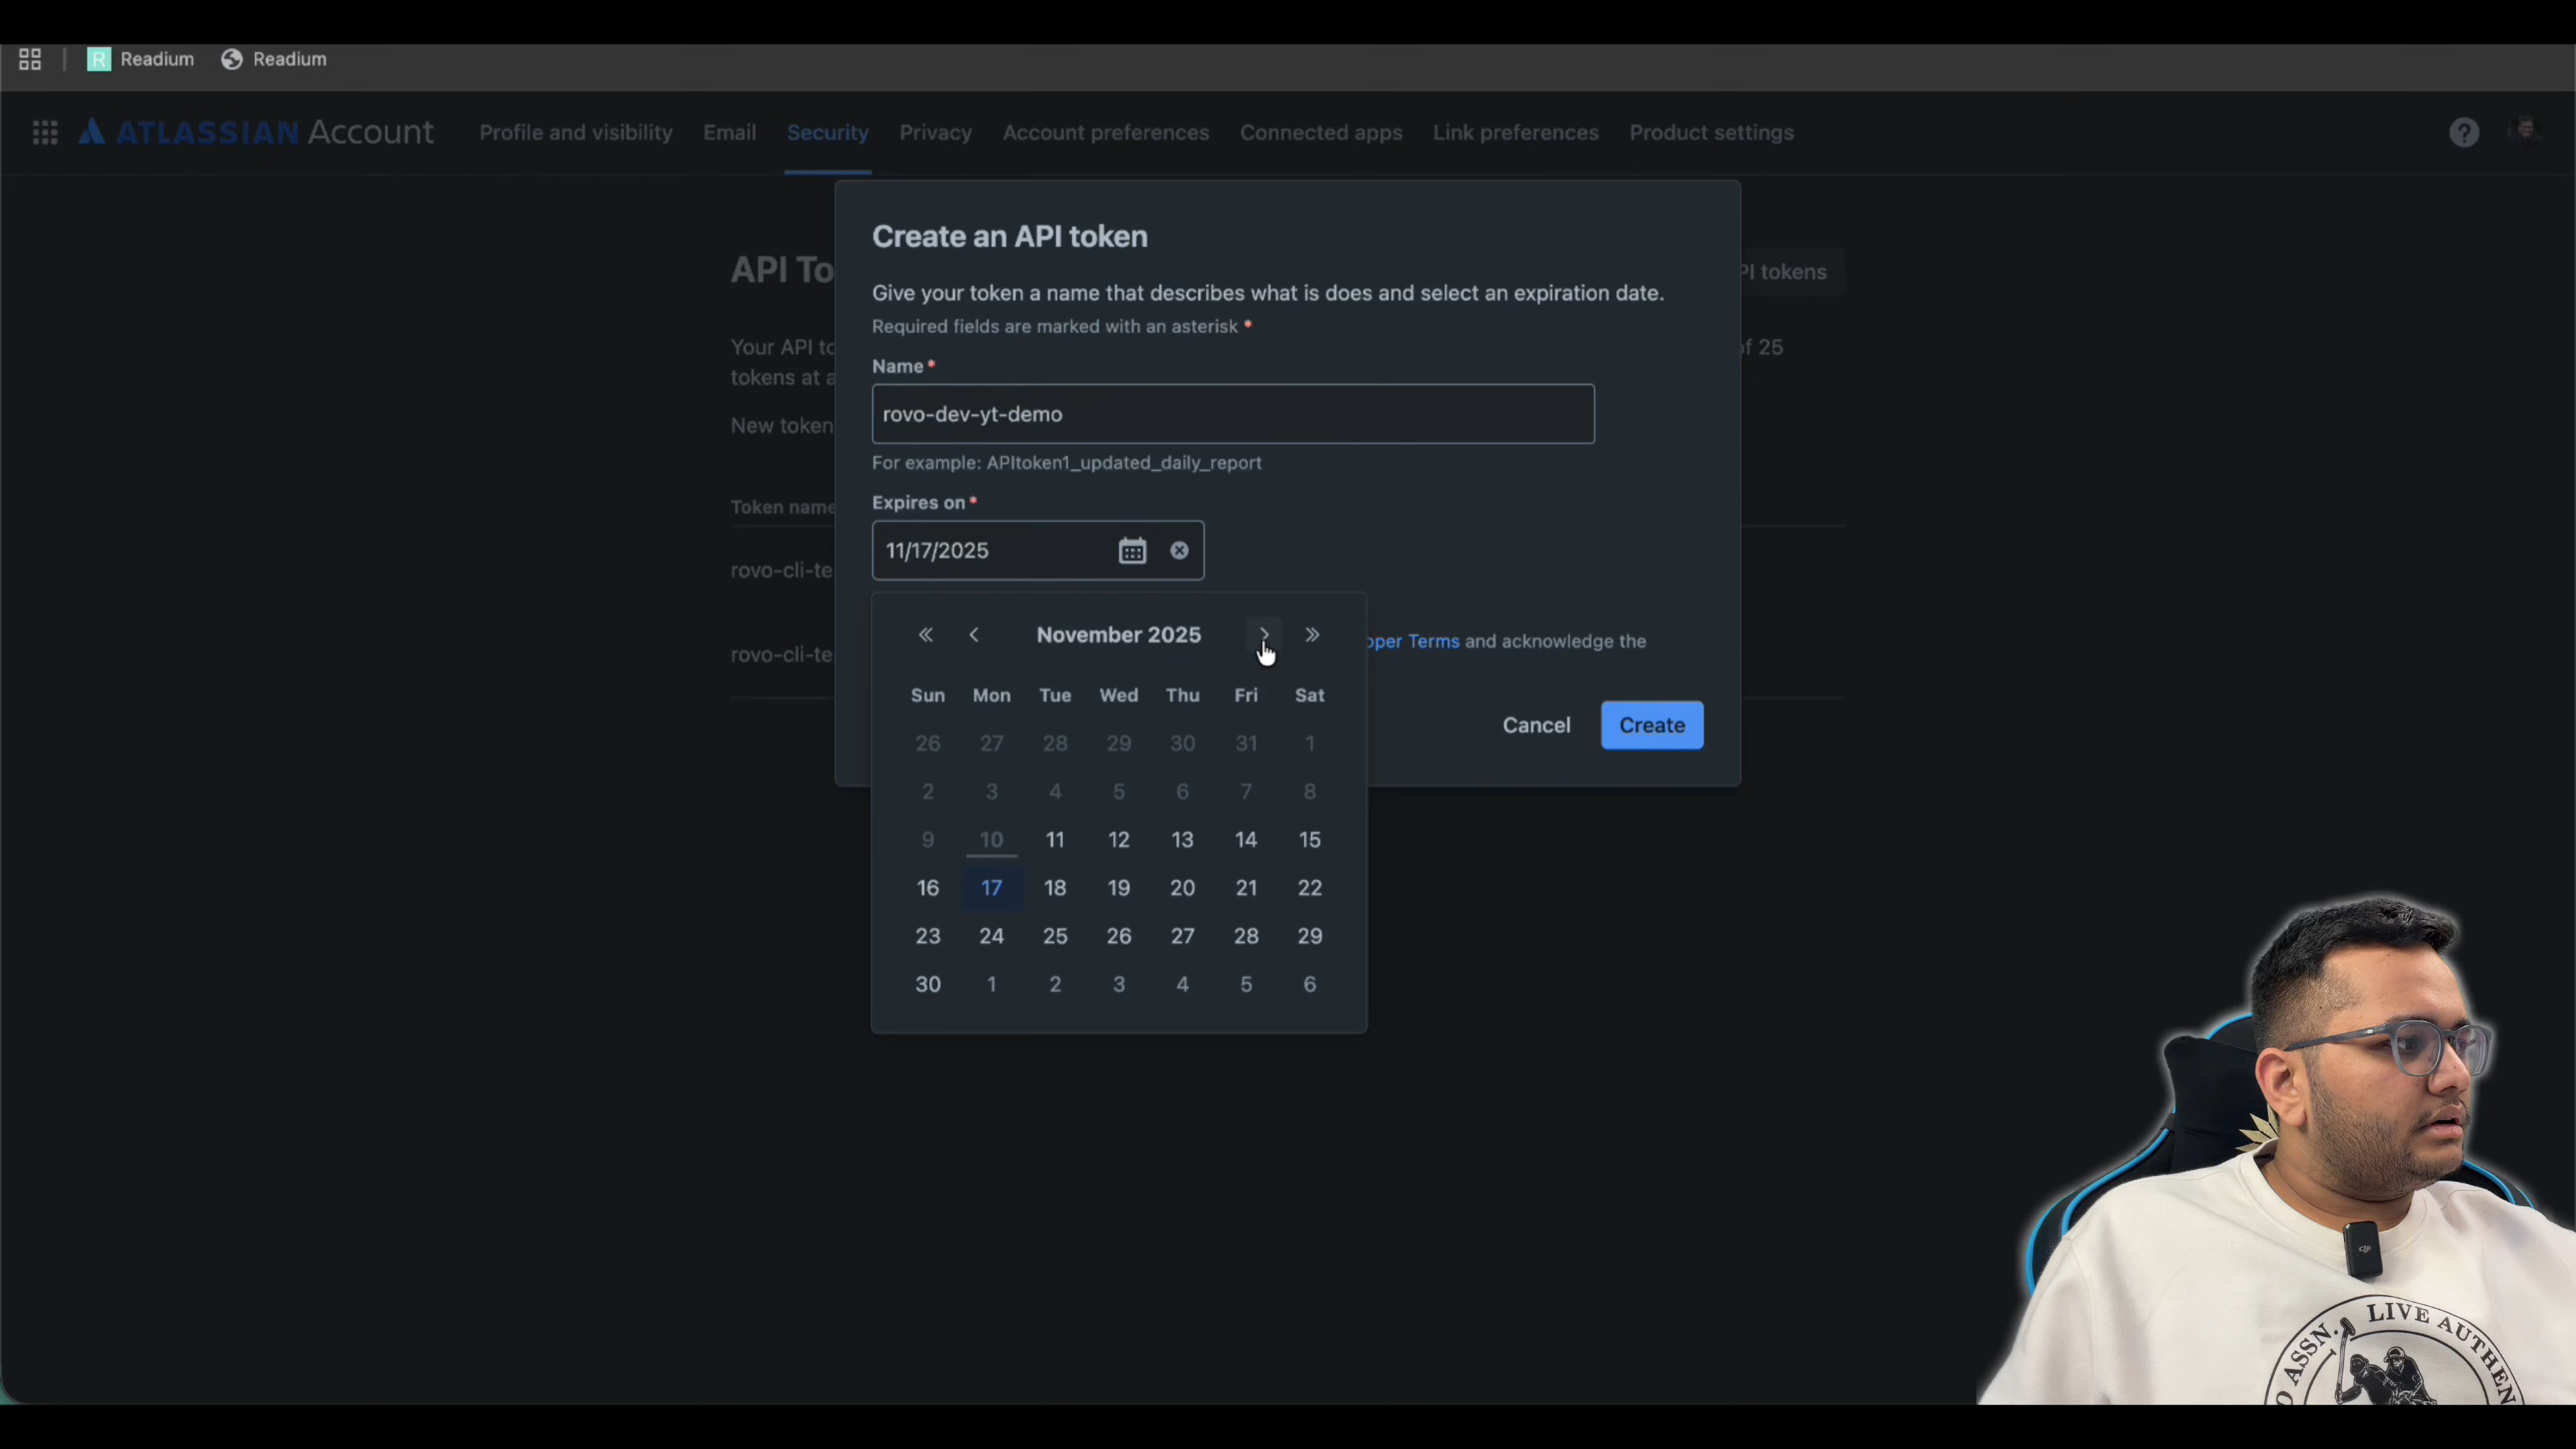 R Readium Readium
ATLASSIAN Account Profile and visibility Email Security Privacy Account preferences Connected apps Link preferences Product settings ?
API To
PI tokens
Your API to
of 25
tokens at a
New token
Token name
rovo-cli-te
rovo-cli-te
Create an API token
Give your token a name that describes what is does and select an expiration date.
Required fields are marked with an asterisk *
Name *
rovo-dev-yt-demo
For example: APItoken1_updated_daily_report
Expires on *
11/17/2025
oper Terms and acknowledge the
Cancel Create
« ‹ November 2025 › »
Sun Mon Tue Wed Thu Fri Sat
26 27 28 29 30 31 1
2 3 4 5 6 7 8
9 10 11 12 13 14 15
16 17 18 19 20 21 22
23 24 25 26 27 28 29
30 1 2 3 4 5 6
dji
ASSN. LIVE AUTHEN